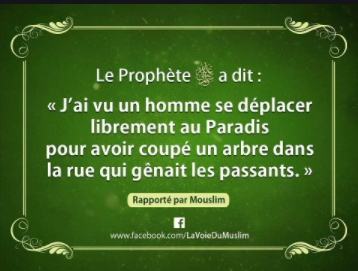 Le Prophète ﷺ a dit :
« J’ai vu un homme se déplacer
librement au Paradis
pour avoir coupé un arbre dans
la rue qui gênait les passants. »
Rapporté par Mouslim
f
www.facebook.com/LaVoieDuMuslim